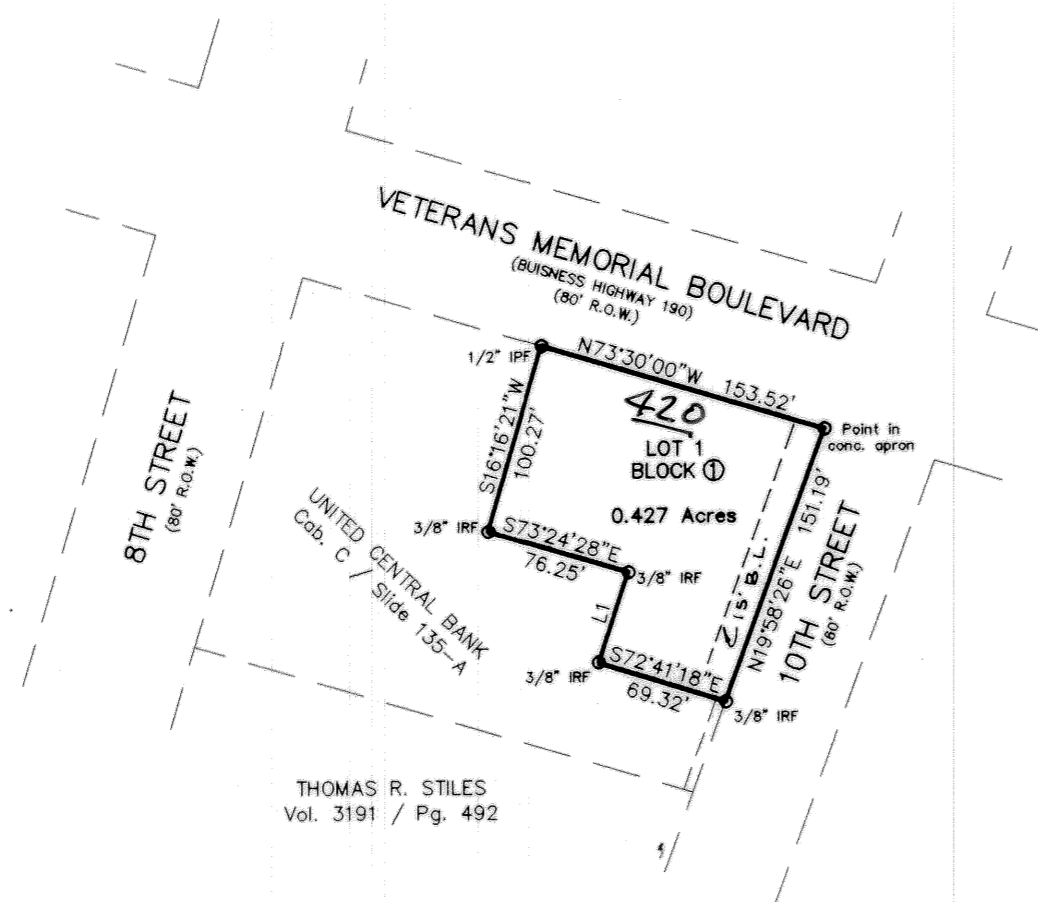 VETERANS MEMORIAL BOULEVARD
(BUISNESS HIGHWAY 190)
(80' R.O.W.)
1/2" IPF
N73°30'00"W 153.52'
420
LOT 1
BLOCK ①
0.427 Acres
Point in
conc. apron
S16°16'21"W
100.27'
8TH STREET
(80' R.O.W.)
3/8" IRF
S73°24'28"E
76.25'
3/8" IRF
L1
15' B.L.
N19°58'26"E 151.19'
10TH STREET
(60' R.O.W.)
UNITED CENTRAL BANK
Cab. C / Slide 135-A
3/8" IRF
S72°41'18"E
69.32'
3/8" IRF
THOMAS R. STILES
Vol. 3191 / Pg. 492